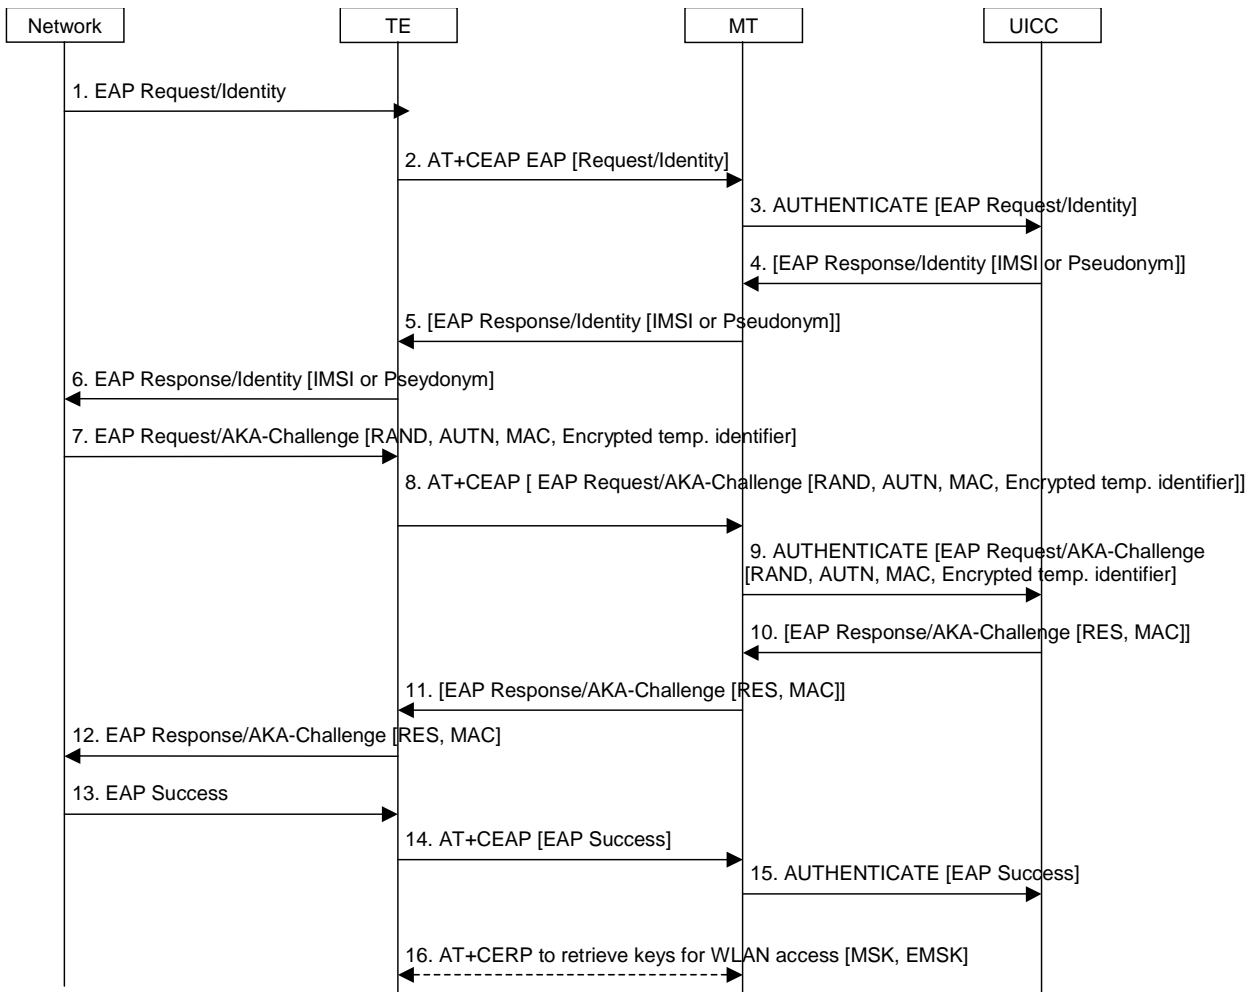 Network
TE
MT
UICC
1. EAP Request/Identity
2. AT+CEAP EAP [Request/Identity]
3. AUTHENTICATE [EAP Request/Identity]
4. [EAP Response/Identity [IMSI or Pseudonym]]
5. [EAP Response/Identity [IMSI or Pseudonym]]
6. EAP Response/Identity [IMSI or Pseydonym]
7. EAP Request/AKA-Challenge [RAND, AUTN, MAC, Encrypted temp. identifier]
8. AT+CEAP [ EAP Request/AKA-Challenge [RAND, AUTN, MAC, Encrypted temp. identifier]]
9. AUTHENTICATE [EAP Request/AKA-Challenge
[RAND, AUTN, MAC, Encrypted temp. identifier]
10. [EAP Response/AKA-Challenge [RES, MAC]]
11. [EAP Response/AKA-Challenge [RES, MAC]]
12. EAP Response/AKA-Challenge [RES, MAC]
13. EAP Success
14. AT+CEAP [EAP Success]
15. AUTHENTICATE [EAP Success]
16. AT+CERP to retrieve keys for WLAN access [MSK, EMSK]